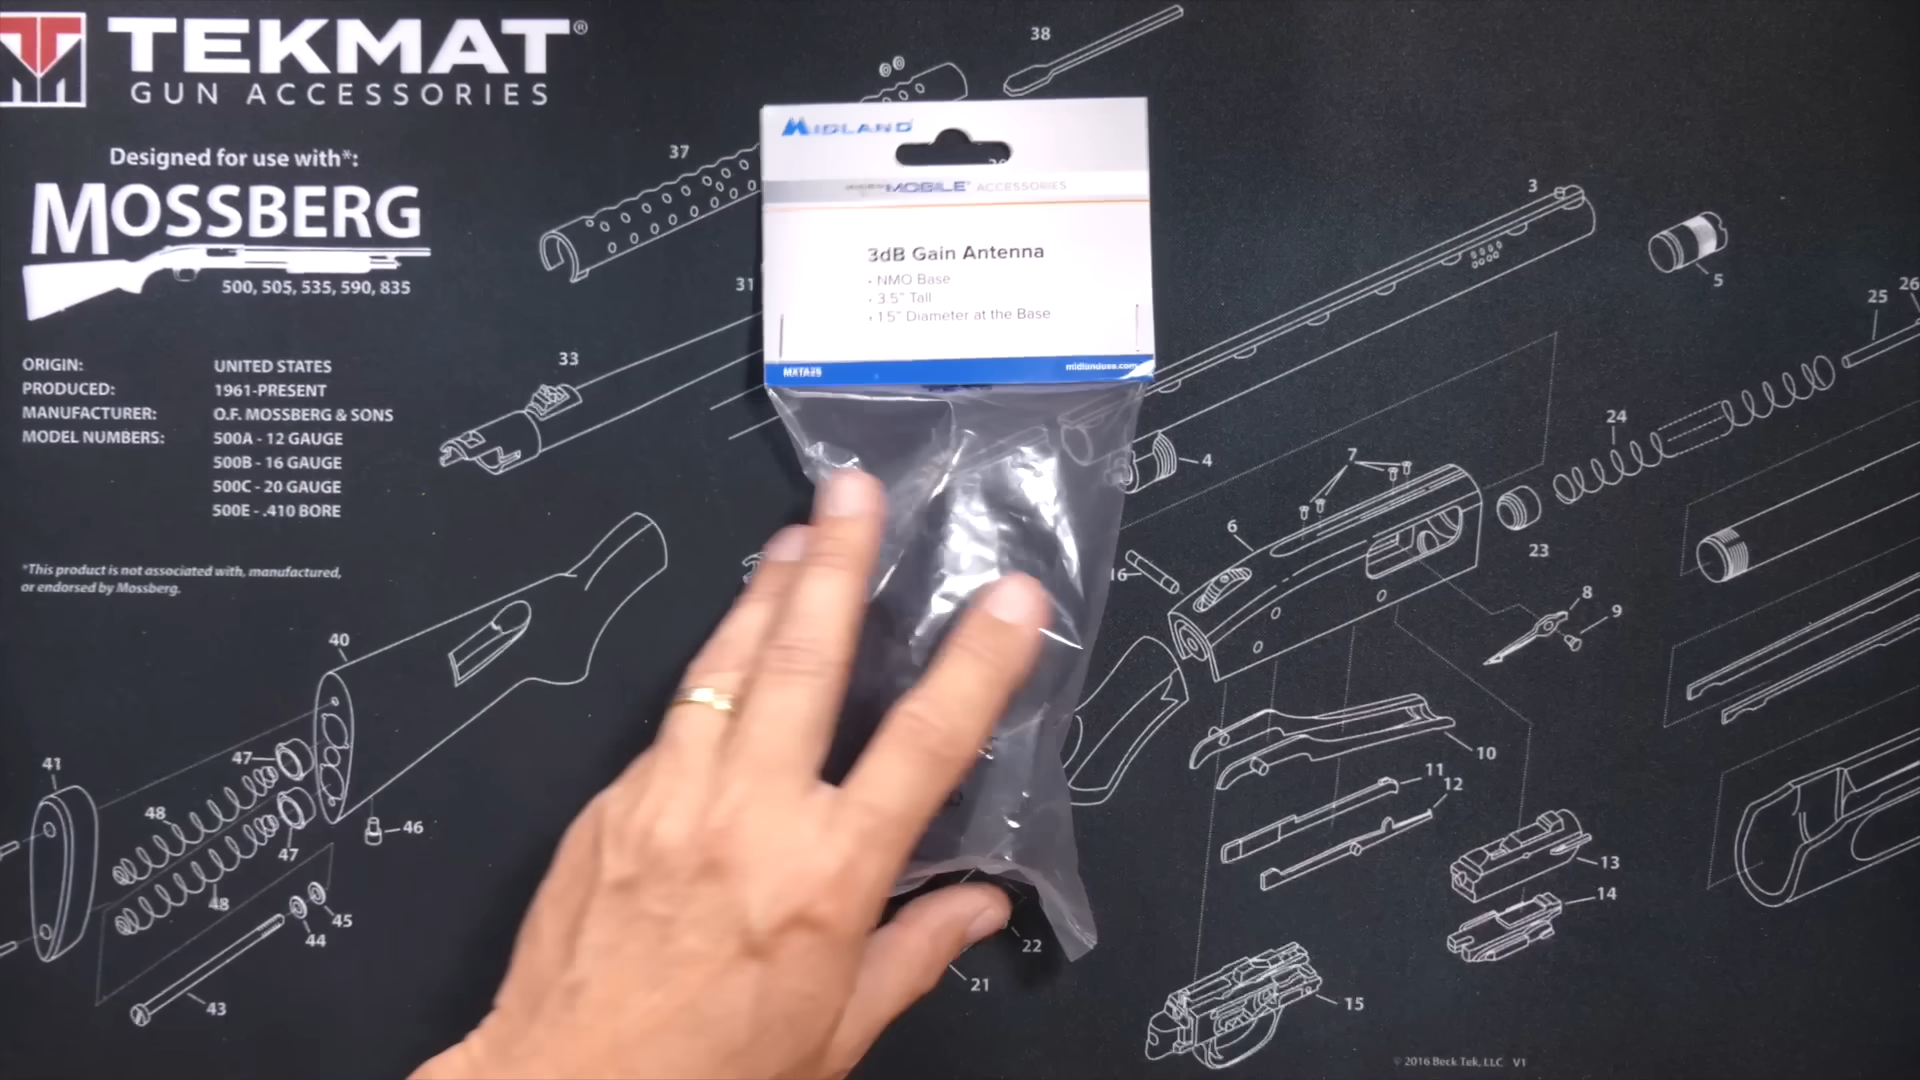 TEKMAT®
GUN ACCESSORIES
Designed for use with*:
MOSSBERG
500, 505, 535, 590, 835
ORIGIN: UNITED STATES
PRODUCED: 1961-PRESENT
MANUFACTURER: O.F. MOSSBERG & SONS
MODEL NUMBERS: 500A - 12 GAUGE
500B - 16 GAUGE
500C - 20 GAUGE
500E - .410 BORE
*This product is not associated with, manufactured,
or endorsed by Mossberg.
MIDLAND
MOBILE® ACCESSORIES
3dB Gain Antenna
• NMO Base
• 3.5" Tall
• 1.5" Diameter at the Base
midlandusa.com
38
37
3
5
31
26
25
33
24
4
7
6
23
16
8
9
40
10
41
47
11
12
48
46
47
13
14
48
45
44
22
21
43
15
© 2016 Beck Tek, LLC V1